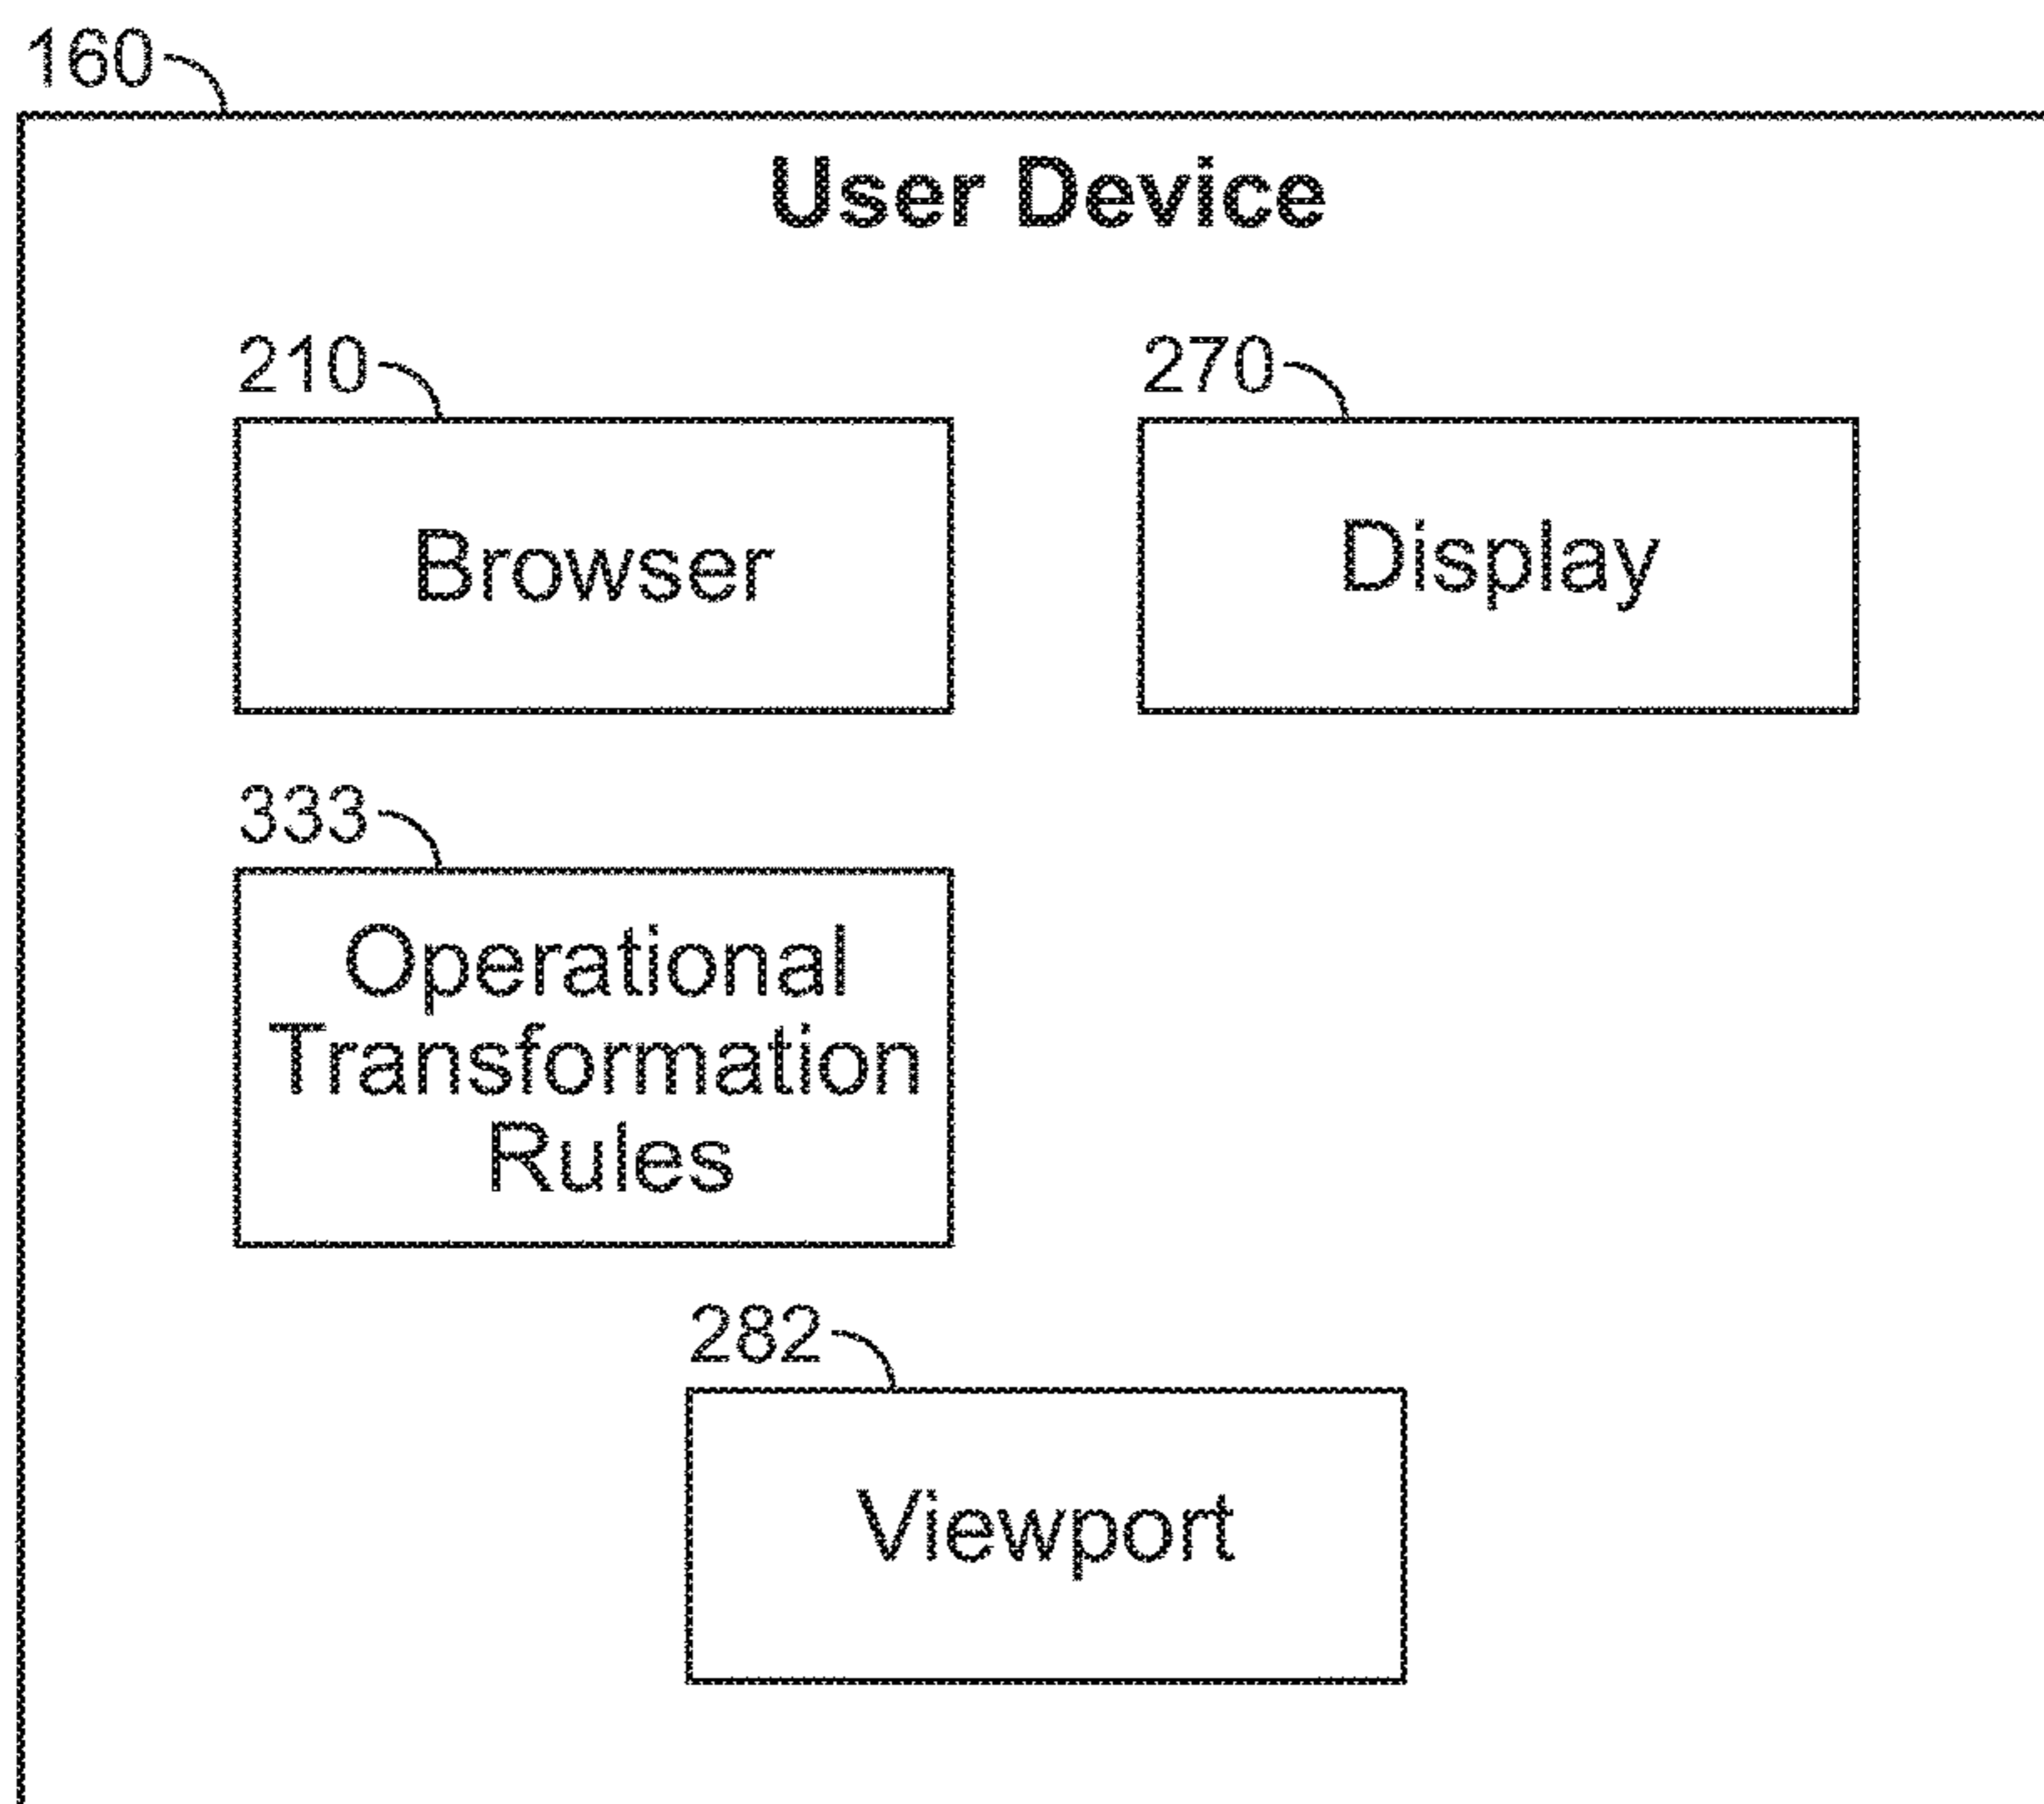 160
User Device
210
270
Browser
Display
333
Operational
Transformation
Rules
282
Viewport